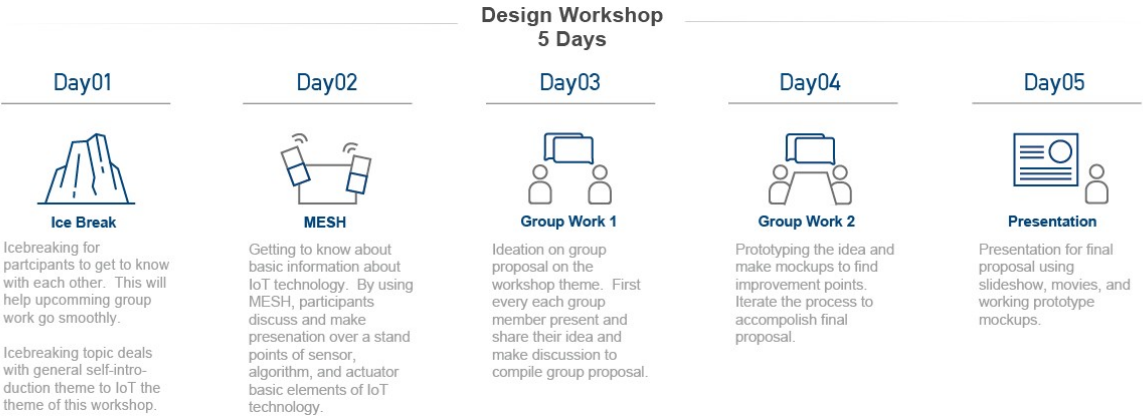 Design Workshop
5 Days
Day01
Ice Break
Icebreaking for
partcipants to get to know
with each other.  This will
help upcomming group
work go smoothly.
Icebreaking topic deals
with general self-intro-
duction theme to IoT the
theme of this workshop.
Day02
MESH
Getting to know about
basic information about
IoT technology.  By using
MESH, participants
discuss and make
presenation over a stand
points of sensor,
algorithm, and actuator
basic elements of IoT
technology.
Day03
Group Work 1
Ideation on group
proposal on the
workshop theme.  First
every each group
member present and
share their idea and
make discussion to
compile group proposal.
Day04
Group Work 2
Prototyping the idea and
make mockups to find
improvement points.
Iterate the process to
accompolish final
proposal.
Day05
Presentation
Presentation for final
proposal using
slideshow, movies, and
working prototype
mockups.